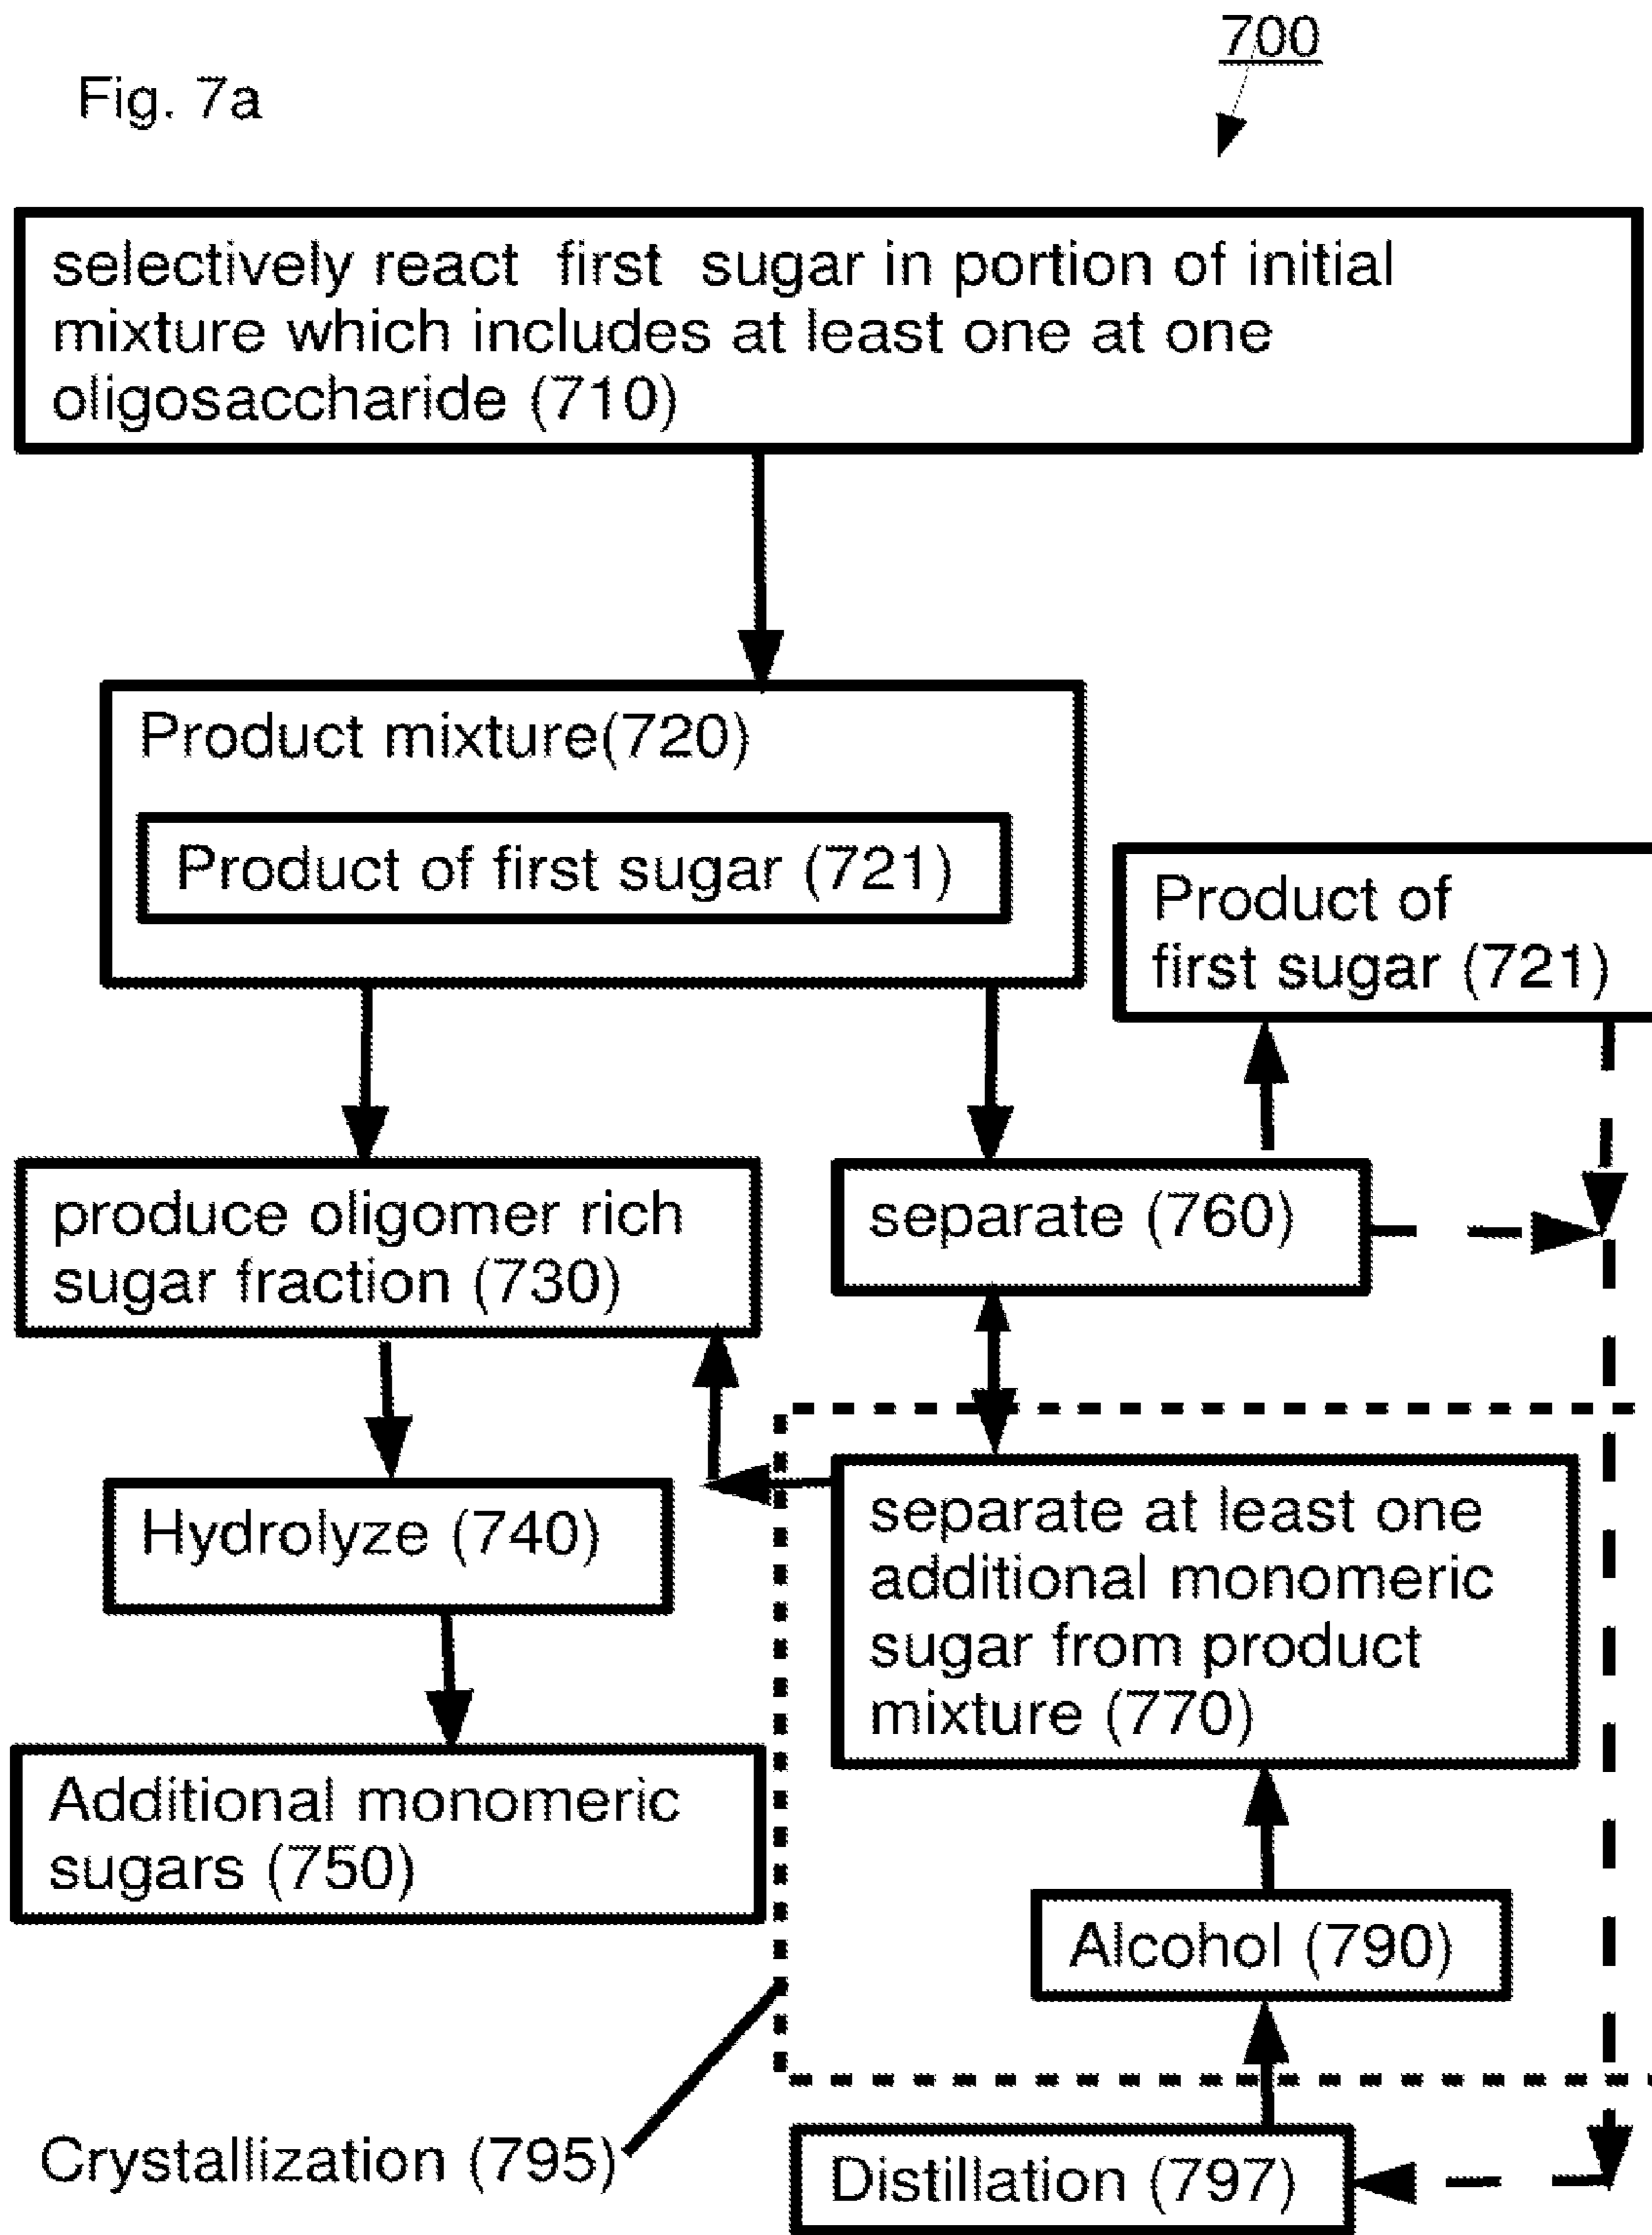 700
Fig. 7a
selectively react first sugar in portion of initial
mixture which includes at least one at one
oligosaccharide (710)
Product mixture(720)
Product of first sugar (721)
Product of
first sugar (721)
produce oligomer rich
sugar fraction (730)
separate (760)
Hydrolyze (740)
separate at least one
additional monomeric
sugar from product
mixture (770)
Additional monomeric
sugars (750)
Alcohol (790)
Crystallization (795)
Distillation (797)